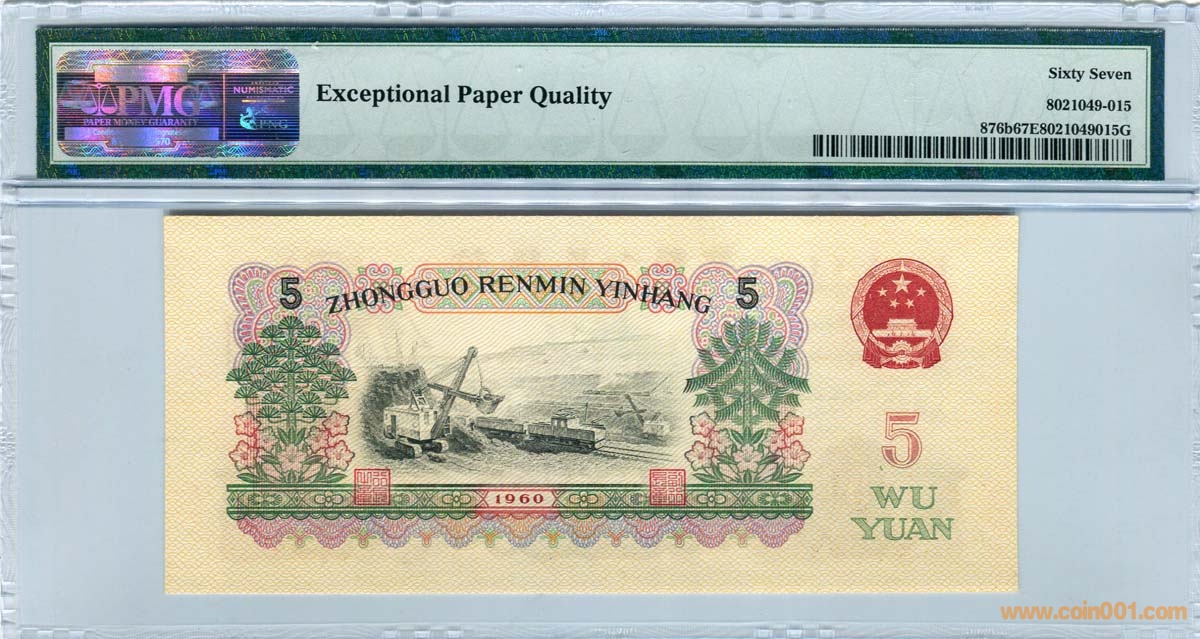 PMG
PAPER MONEY GUARANTY
NUMISMATIC
PNG
Exceptional Paper Quality
Sixty Seven
8021049-015
876b67E8021049015G
5 ZHONGGUO RENMIN YINHANG 5
1960
5
WU
YUAN
www.coin001.com